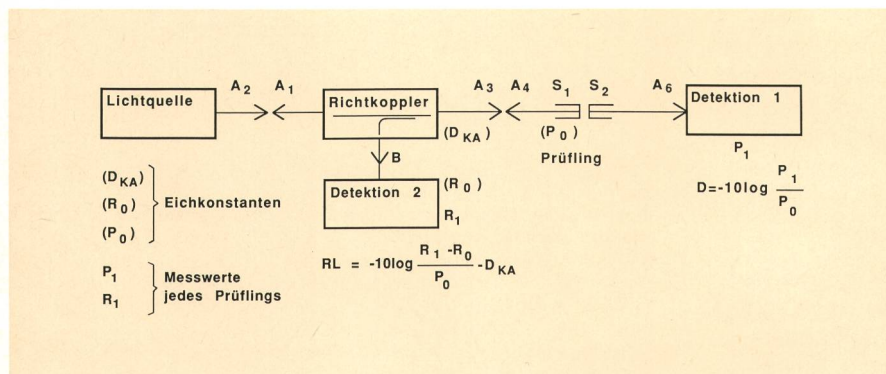 A2 A1 A3 A4 S1 S2 A6
Lichtquelle
Richtkoppler
Detektion 1
(DKA)
(P0)
Prüfling
P1
B
D=-10log P1/P0
Detektion 2
(R0)
R1
(DKA)
(R0)
(P0)
Eichkonstanten
P1
R1
Messwerte
jedes Prüflings
RL = -10log R1-R0/P0 -DKA